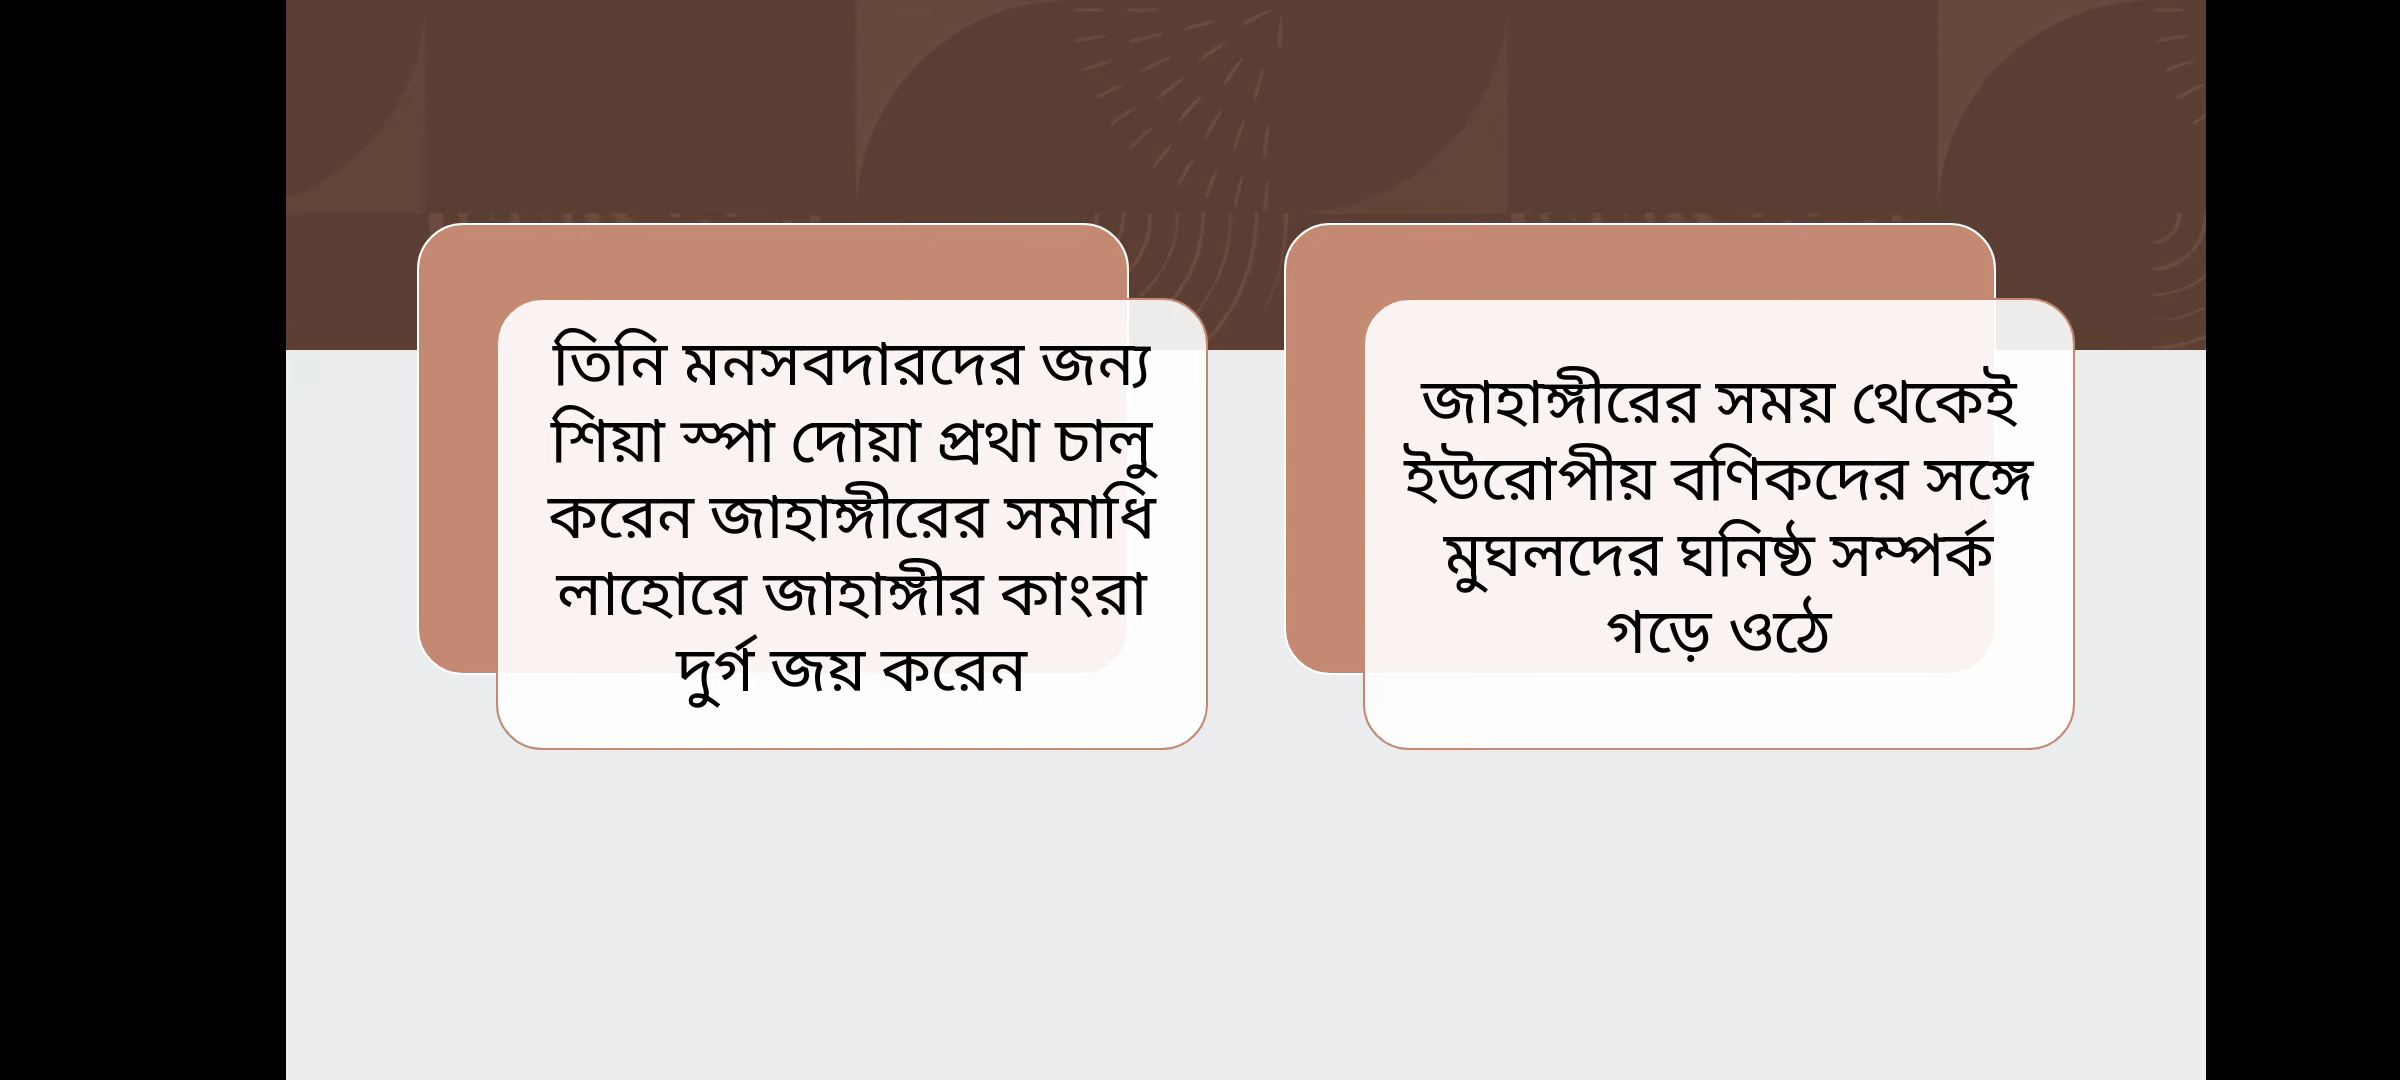 তিনি মনসবদারদের জন্য
শিয়া স্পা দোয়া প্রথা চালু
করেন জাহাঙ্গীরের সমাধি
লাহোরে জাহাঙ্গীর কাংরা
দুর্গ জয় করেন
জাহাঙ্গীরের সময় থেকেই
ইউরোপীয় বণিকদের সঙ্গে
মুঘলদের ঘনিষ্ঠ সম্পর্ক
গড়ে ওঠে